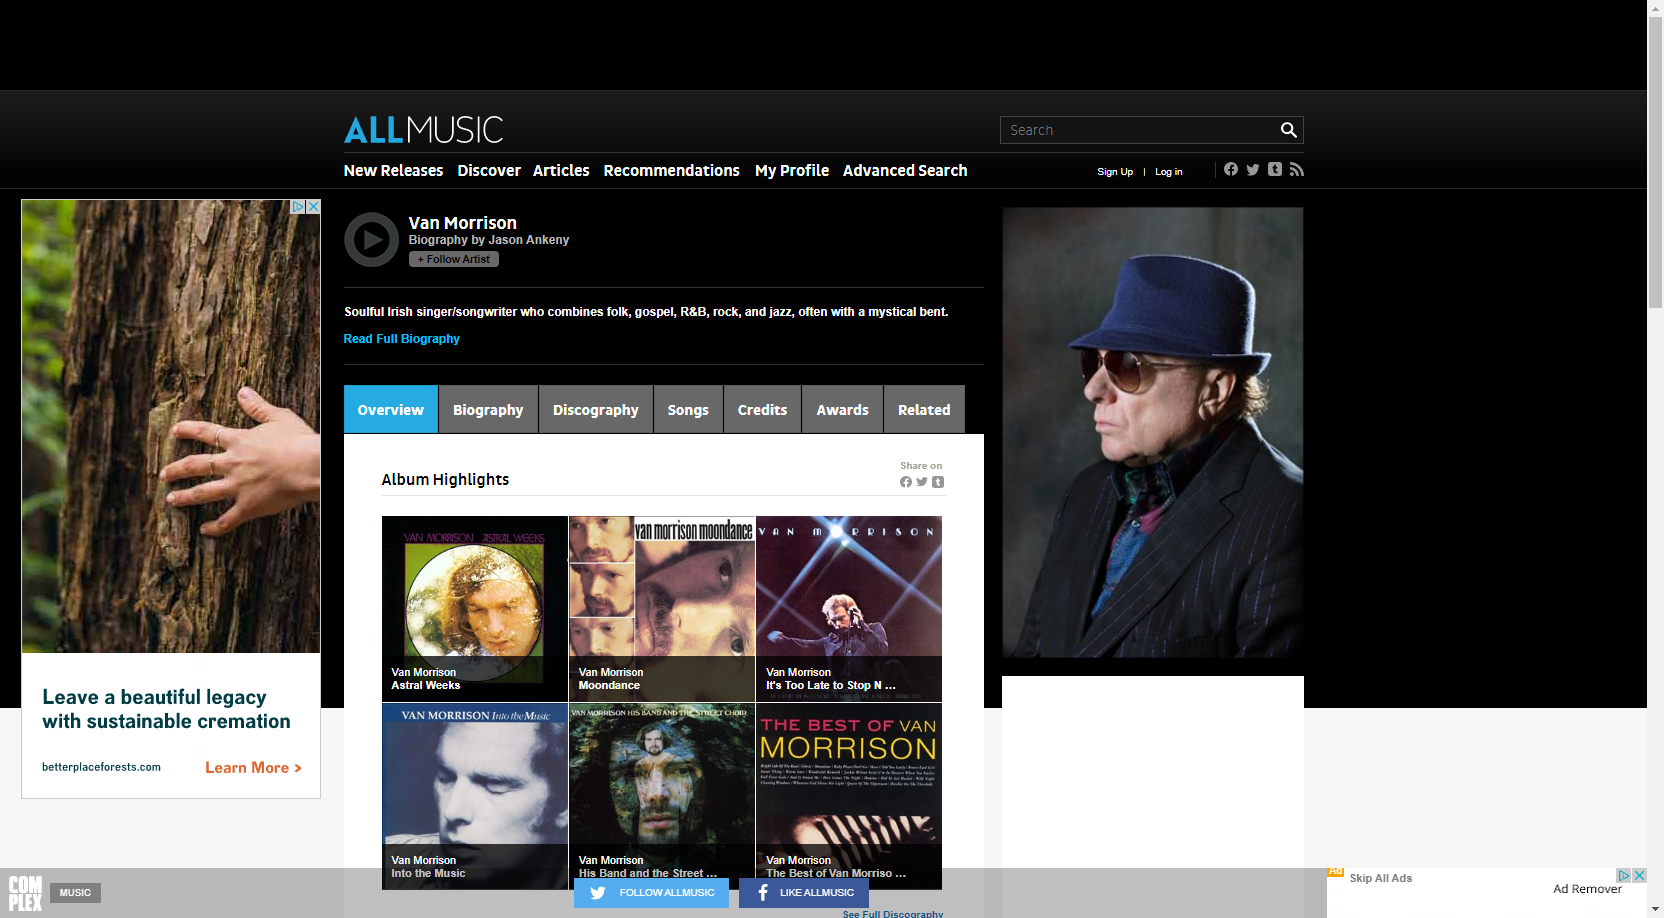 ALLMUSIC
Search
New Releases Discover Articles Recommendations My Profile Advanced Search
Sign Up | Log in
Van Morrison
Biography by Jason Ankeny
+ Follow Artist
Soulful Irish singer/songwriter who combines folk, gospel, R&B, rock, and jazz, often with a mystical bent.
Read Full Biography
Overview Biography Discography Songs Credits Awards Related
Album Highlights
Share on
VAN MORRISON ASTRAL WEEKS
Van Morrison
Astral Weeks
van morrison moondance
Van Morrison
Moondance
VAN MORRISON
Van Morrison
It's Too Late to Stop N ...
VAN MORRISON Into the Music
Van Morrison
Into the Music
VAN MORRISON HIS BAND AND THE STREET CHOIR
Van Morrison
His Band and the Street ...
THE BEST OF VAN
MORRISON
Van Morrison
The Best of Van Morriso ...
See Full Discography
Leave a beautiful legacy
with sustainable cremation
betterplaceforests.com
Learn More >
COMPLEX
MUSIC
FOLLOW ALLMUSIC
LIKE ALLMUSIC
Ad
Skip All Ads
Ad Remover